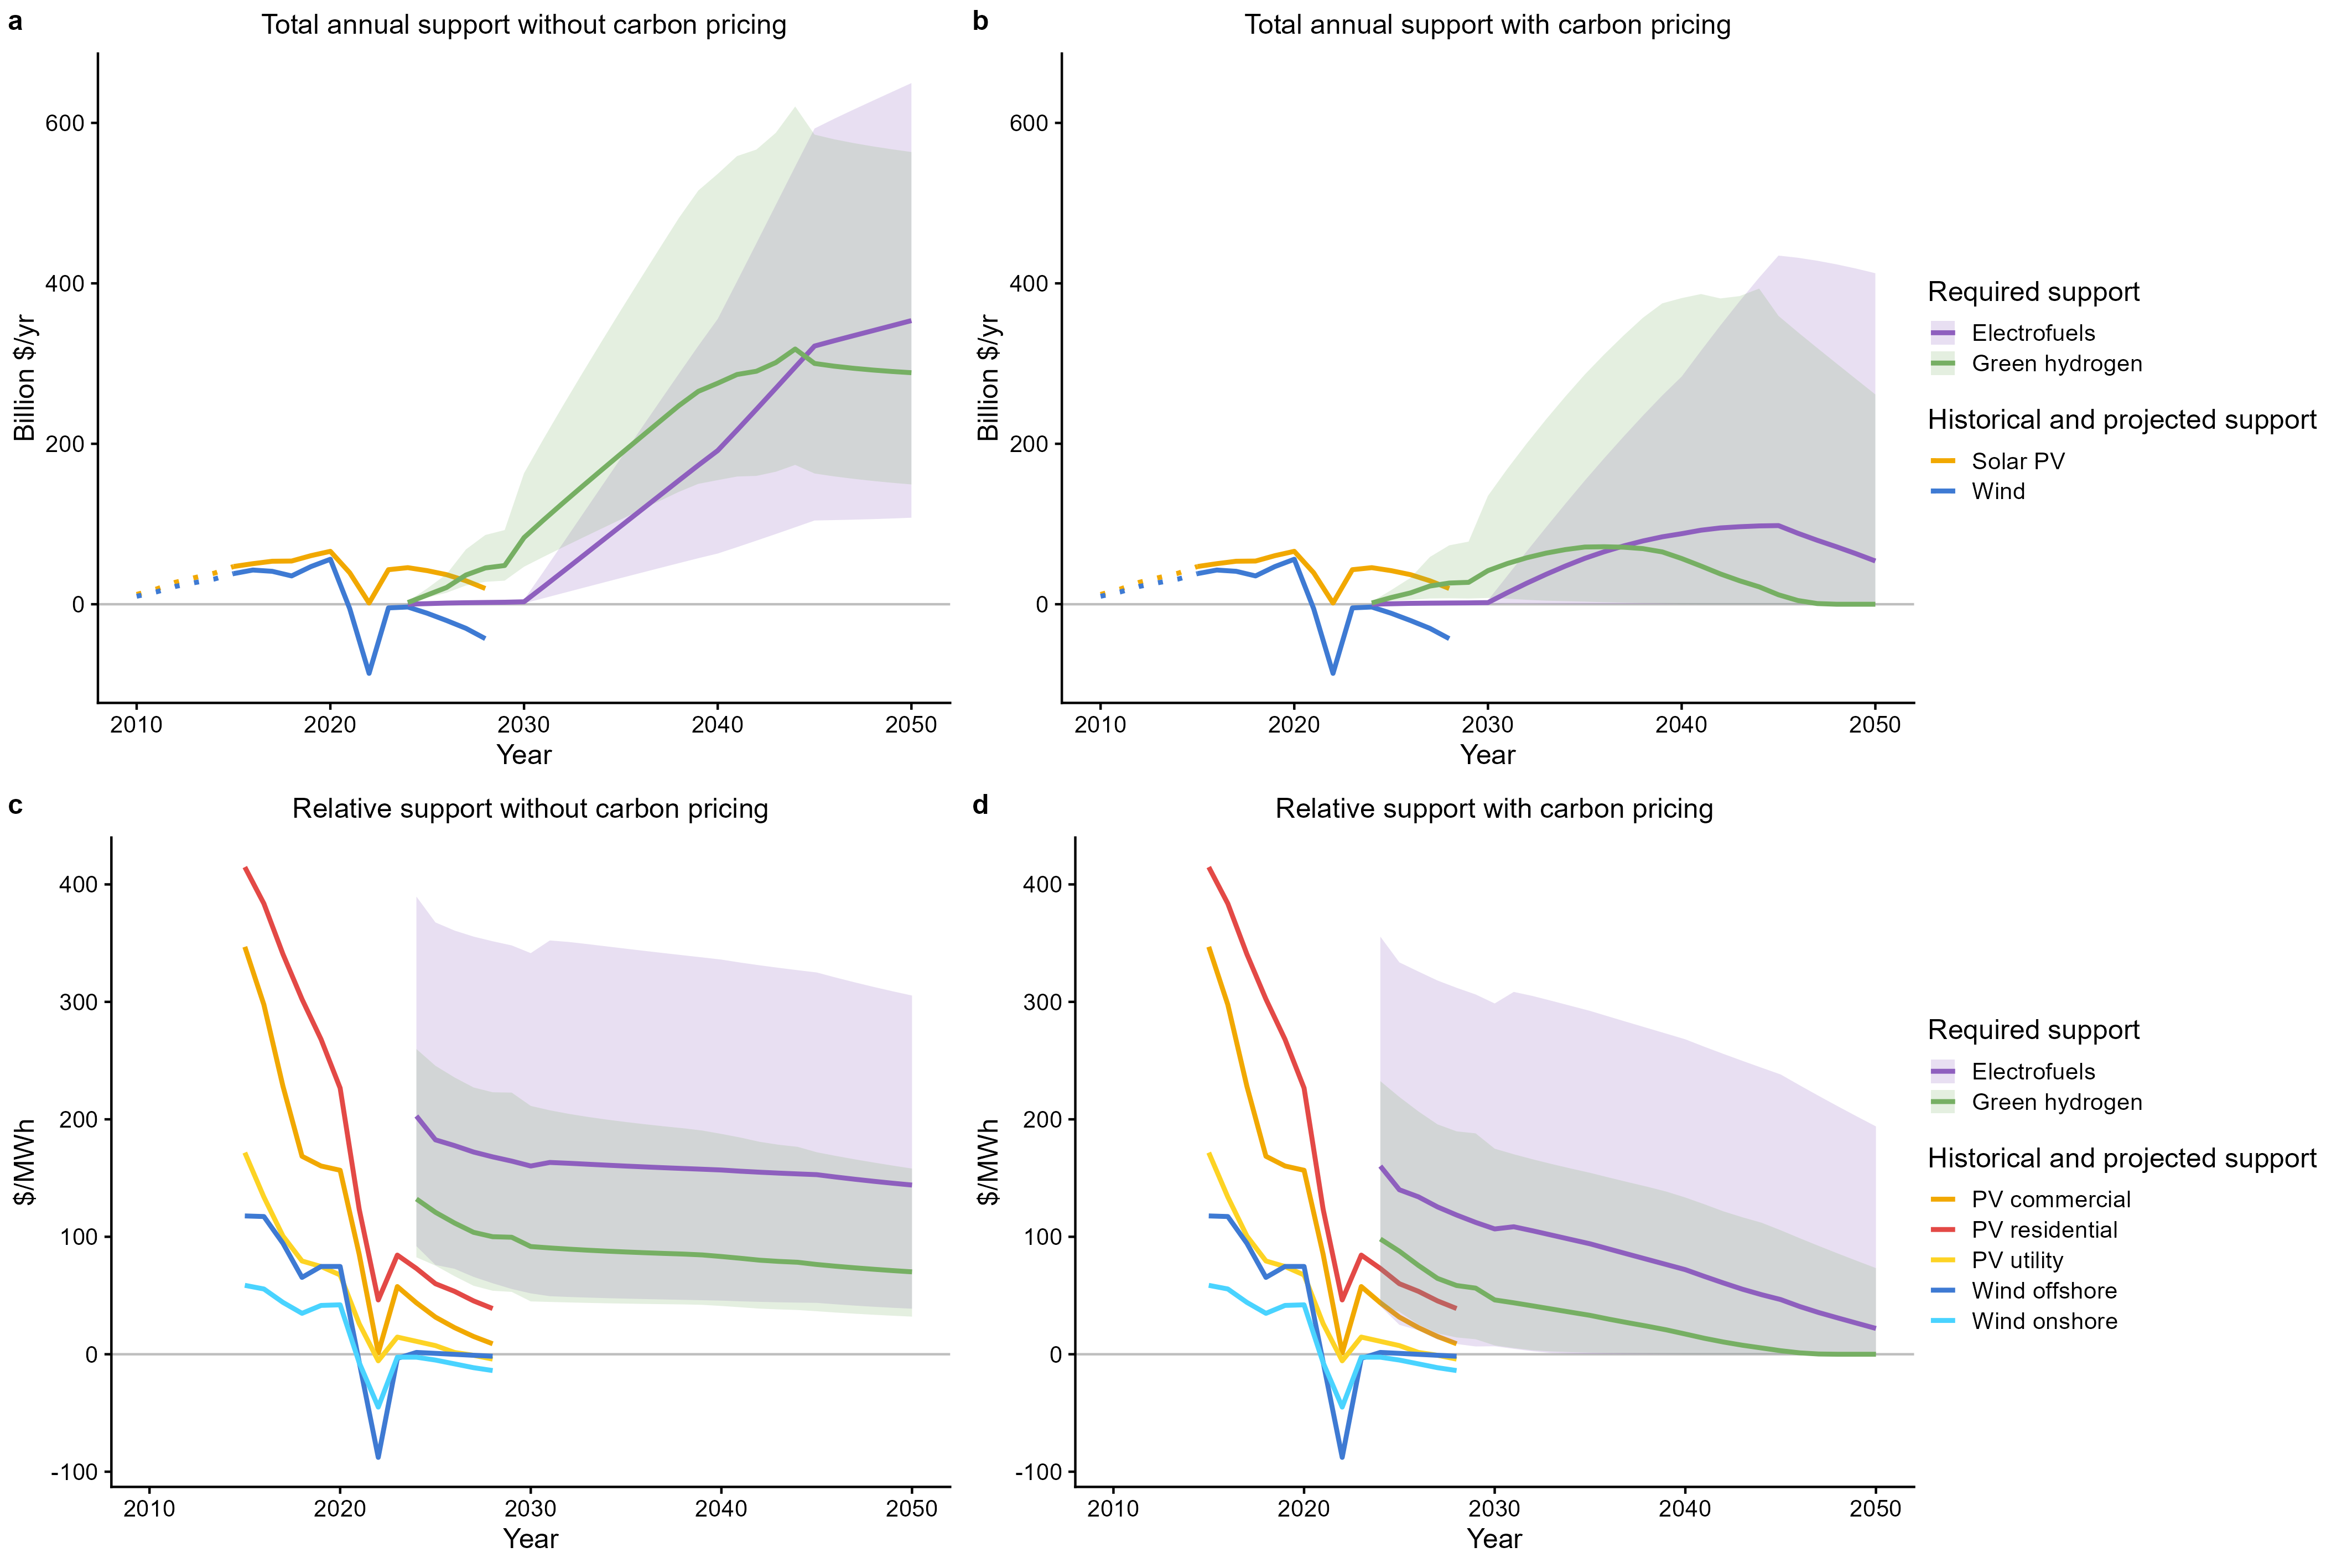 a
Total annual support without carbon pricing
600
400
200
0
Billion $/yr
2010
2020
2030
2040
2050
Year
b
Total annual support with carbon pricing
600
400
200
0
Billion $/yr
2010
2020
2030
2040
2050
Year
Required support
Electrofuels
Green hydrogen
Historical and projected support
Solar PV
Wind
c
Relative support without carbon pricing
400
300
200
100
0
-100
$/MWh
2010
2020
2030
2040
2050
Year
d
Relative support with carbon pricing
400
300
200
100
0
-100
$/MWh
2010
2020
2030
2040
2050
Year
Required support
Electrofuels
Green hydrogen
Historical and projected support
PV commercial
PV residential
PV utility
Wind offshore
Wind onshore